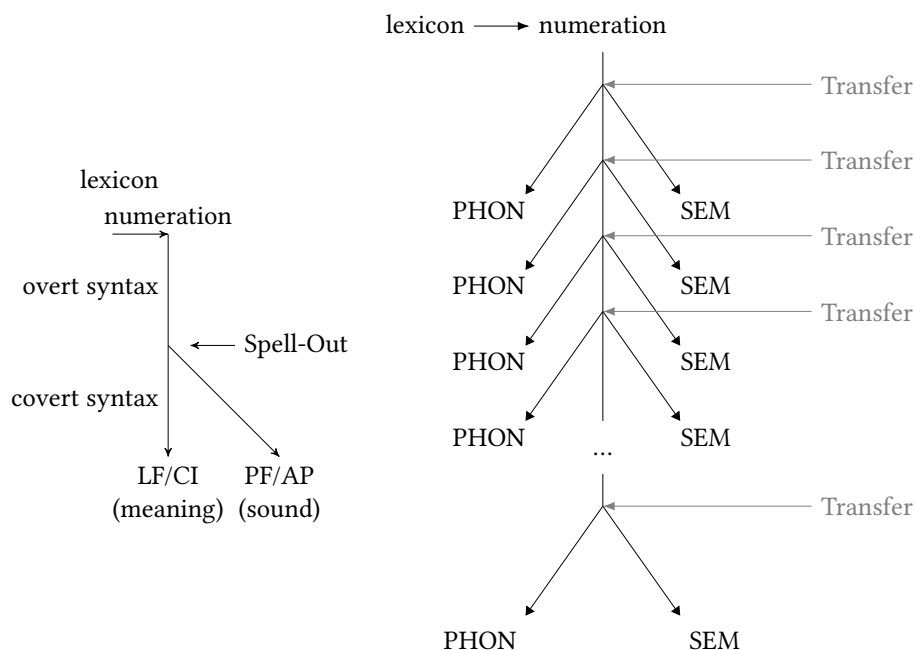 lexicon
numeration
overt syntax
Spell-Out
covert syntax
LF/CI PF/AP
(meaning) (sound)
lexicon numeration
Transfer
Transfer
PHON SEM
Transfer
PHON SEM
Transfer
PHON SEM
PHON SEM
...
Transfer
PHON SEM